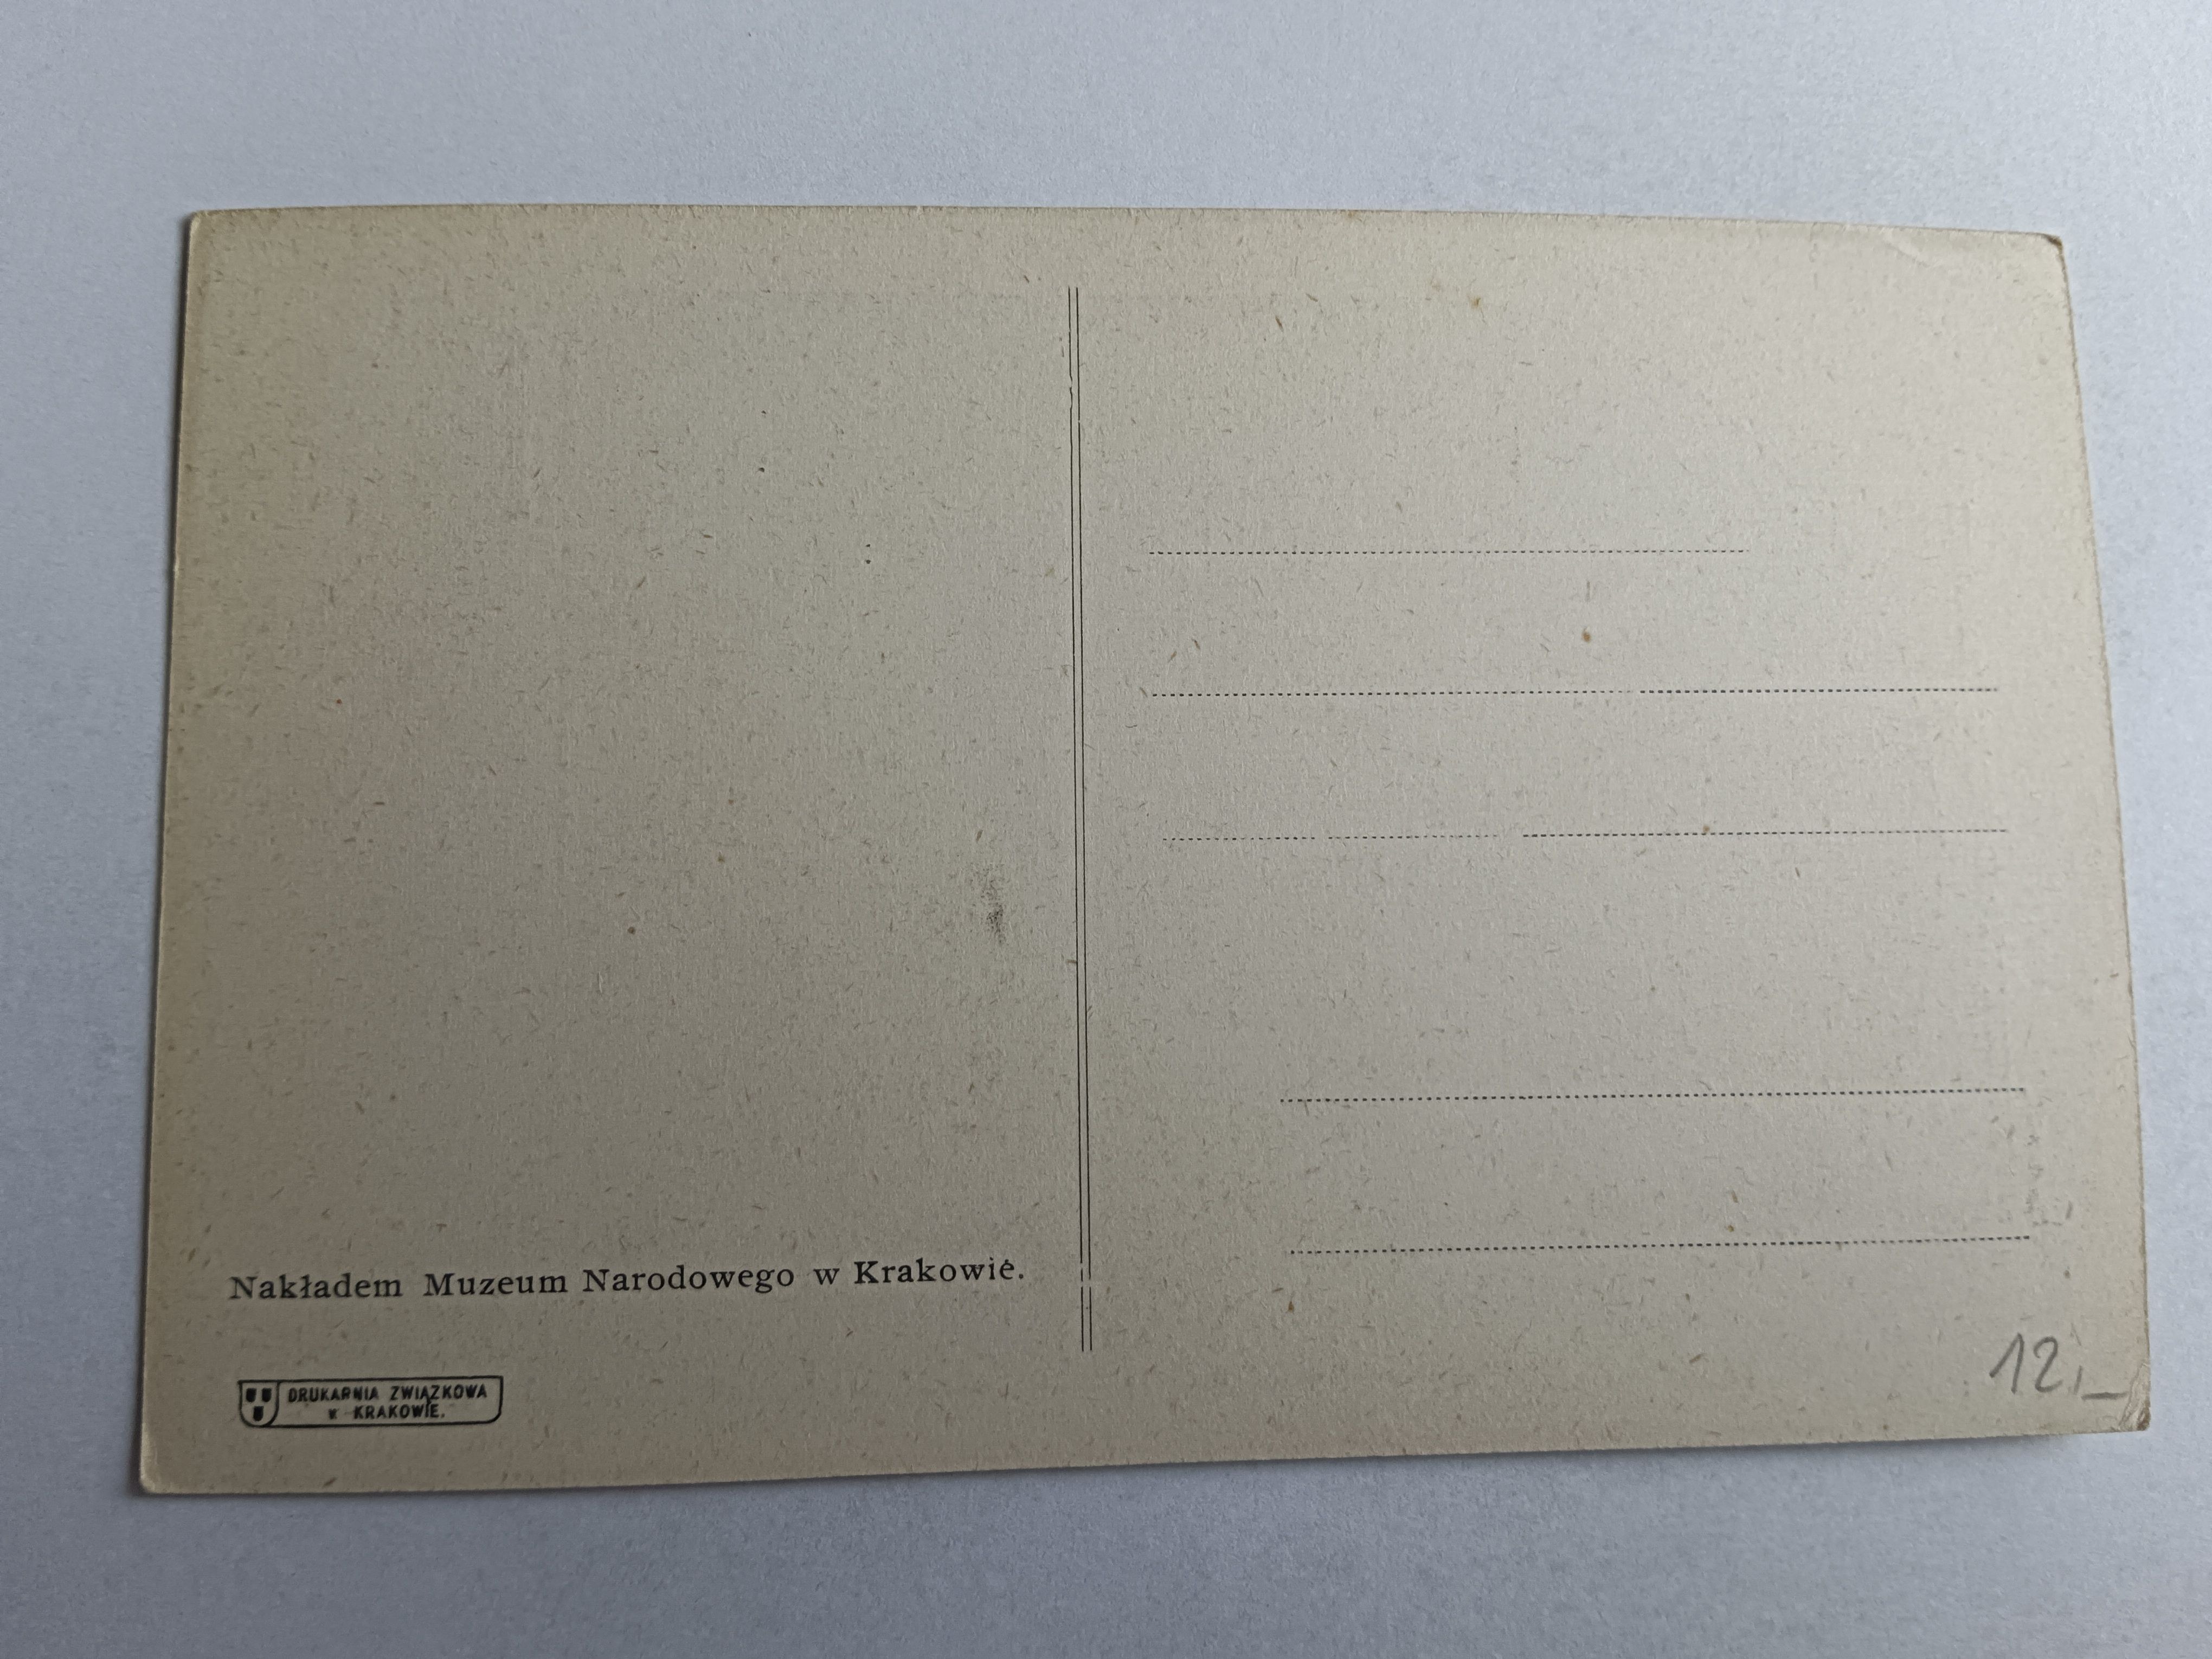 Nakładem Muzeum Narodowego w Krakowie.
DRUKARNIA ZWIĄZKOWA
w KRAKOWIE.
12,–